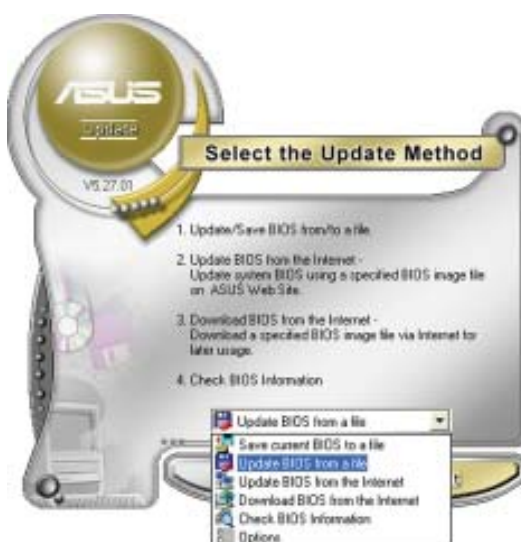 ASUS
Update
V5.27.01
Select the Update Method
1. Update/Save BIOS from/to a file
2. Update BIOS from the Internet -
Update system BIOS using a specified BIOS image file
on ASUS Web Site.
3. Download BIOS from the Internet -
Download a specified BIOS image file via Internet for
later usage.
4. Check BIOS Information
Update BIOS from a file
Save current BIOS to a file
Update BIOS from a file
Update BIOS from the Internet
Download BIOS from the Internet
Check BIOS Information
Options